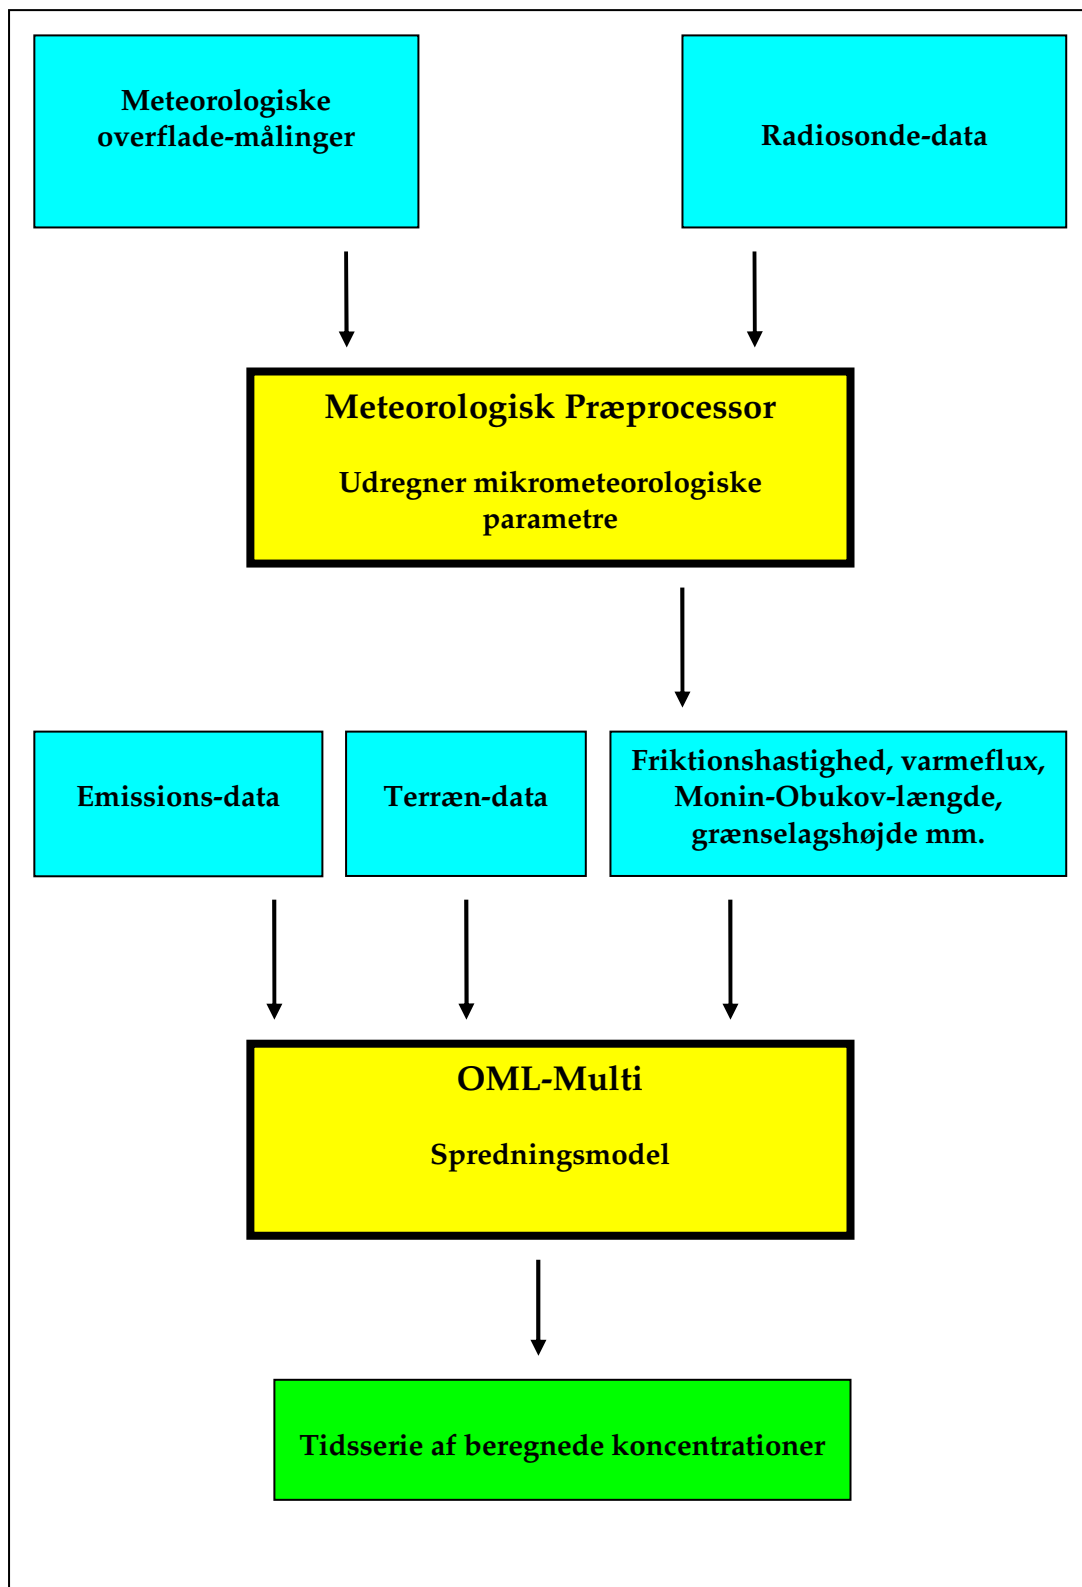 Meteorologiske
overflade-målinger
Radiosonde-data
Meteorologisk Præprocessor
Udregner mikrometeorologiske
parametre
Emissions-data
Terræn-data
Friktionshastighed, varmeflux,
Monin-Obukov-længde,
grænselagshøjde mm.
OML-Multi
Spredningsmodel
Tidsserie af beregnede koncentrationer